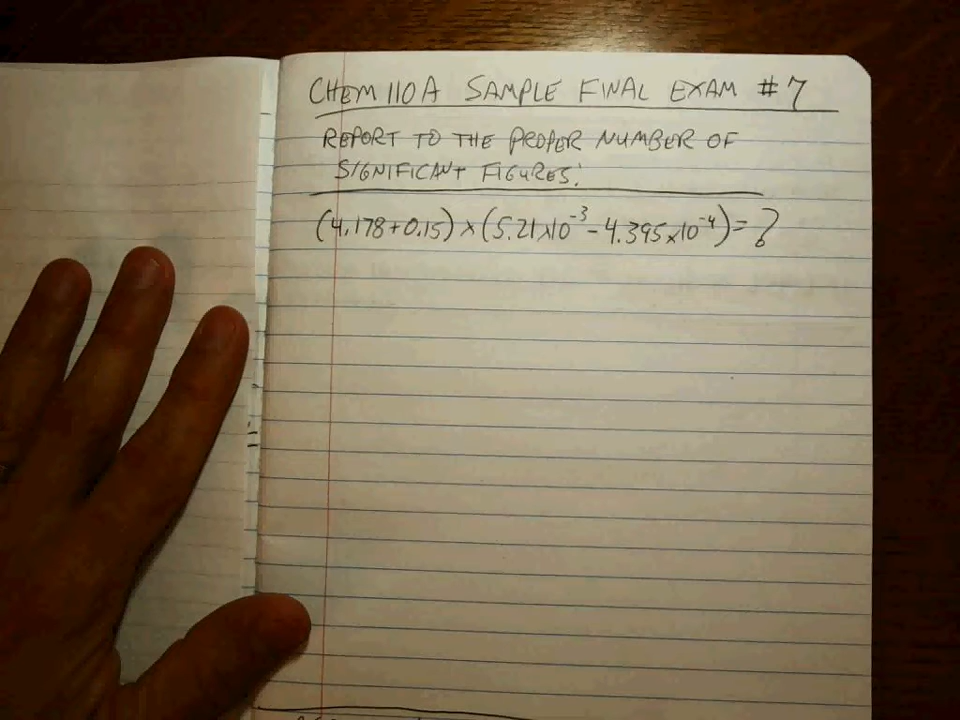 CHEM 110A SAMPLE FINAL EXAM #7
REPORT TO THE PROPER NUMBER OF
SIGNIFICANT FIGURES:
(4.178+0.15)×(5.21×10⁻³-4.395×10⁻⁴)=?